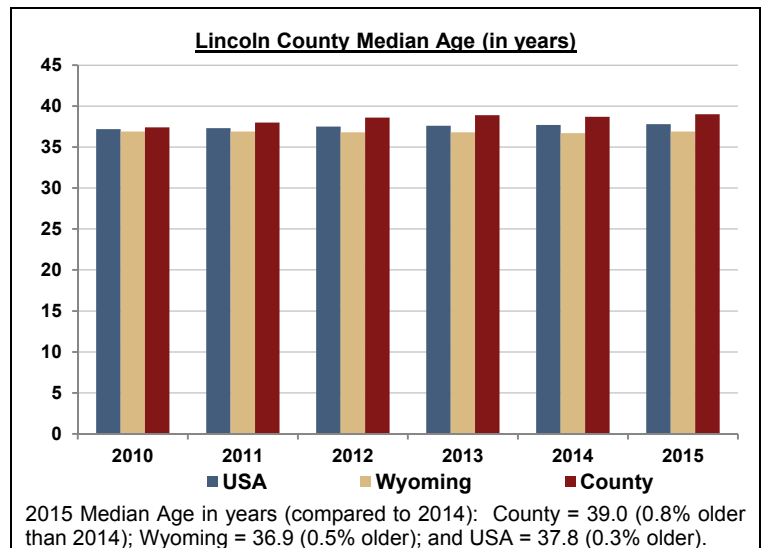 Lincoln County Median Age (in years)
45
40
35
30
25
20
15
10
5
0
2010 2011 2012 2013 2014 2015
USA Wyoming County
2015 Median Age in years (compared to 2014): County = 39.0 (0.8% older
than 2014); Wyoming = 36.9 (0.5% older); and USA = 37.8 (0.3% older).